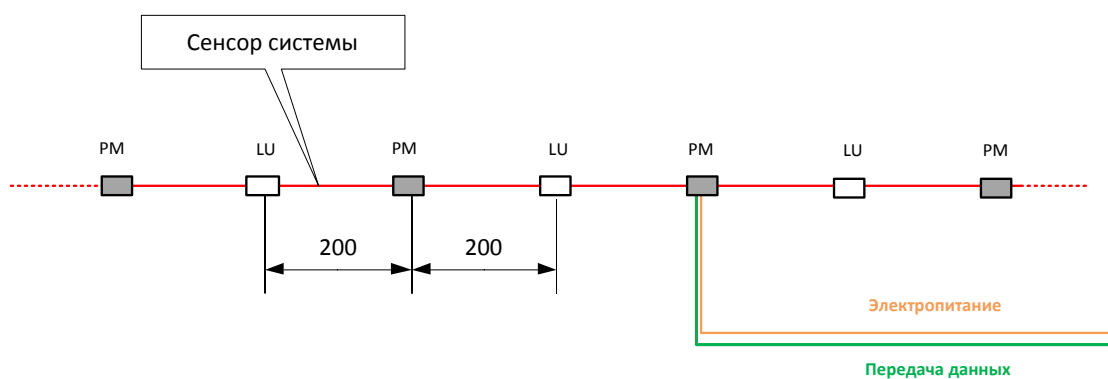 Сенсор системы
PM
LU
PM
LU
PM
LU
PM
200
200
Электропитание
Передача данных